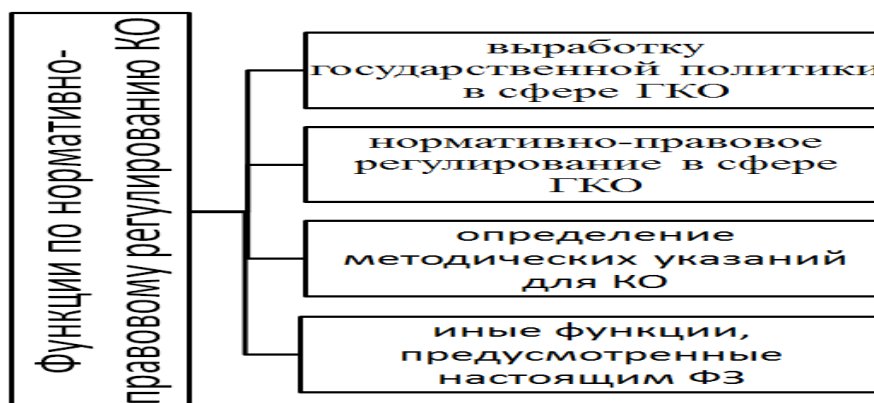 Функции по нормативно-
правовому регулированию КО
выработку
государственной политики
в сфере ГКО
нормативно-правовое
регулирование в сфере
ГКО
определение
методических указаний
для КО
иные функции,
предусмотренные
настоящим ФЗ